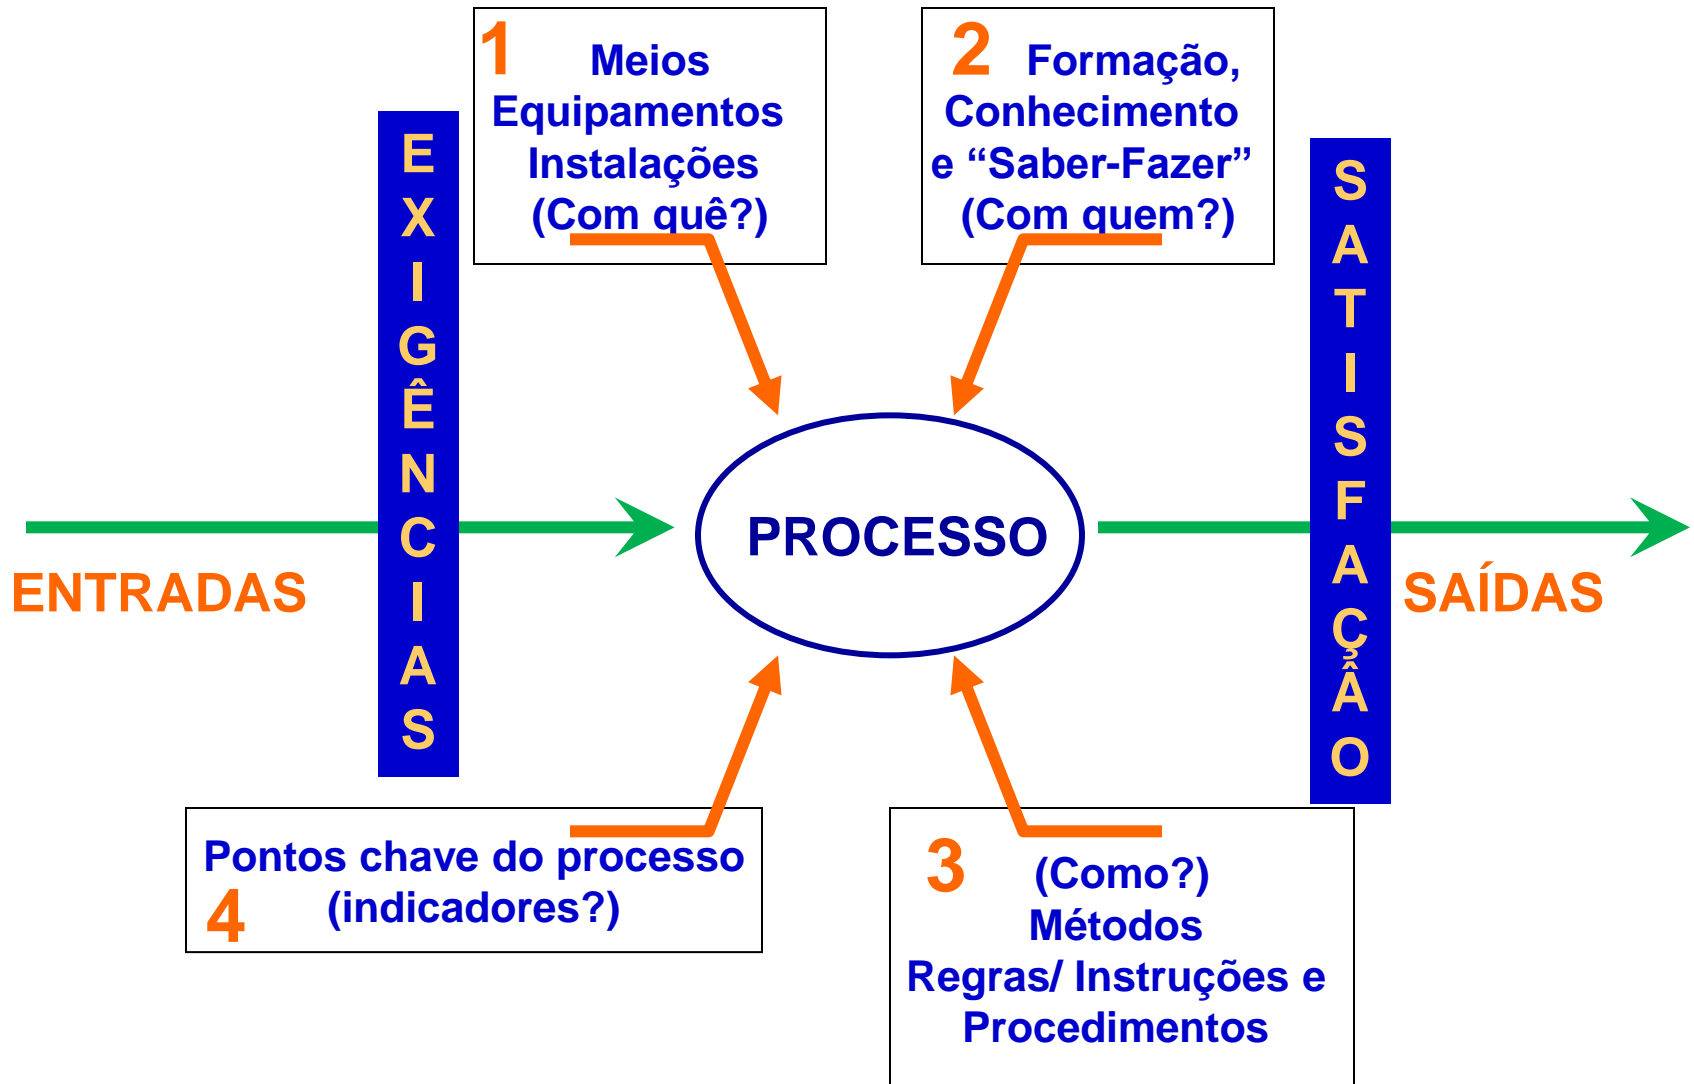 1 Meios
Equipamentos
Instalações
(Com quê?)
2 Formação,
Conhecimento
e “Saber-Fazer”
(Com quem?)
EXIGÊNCIAS
SATISFAÇÂO
PROCESSO
ENTRADAS
SAÍDAS
Pontos chave do processo
4 (indicadores?)
3 (Como?)
Métodos
Regras/ Instruções e
Procedimentos